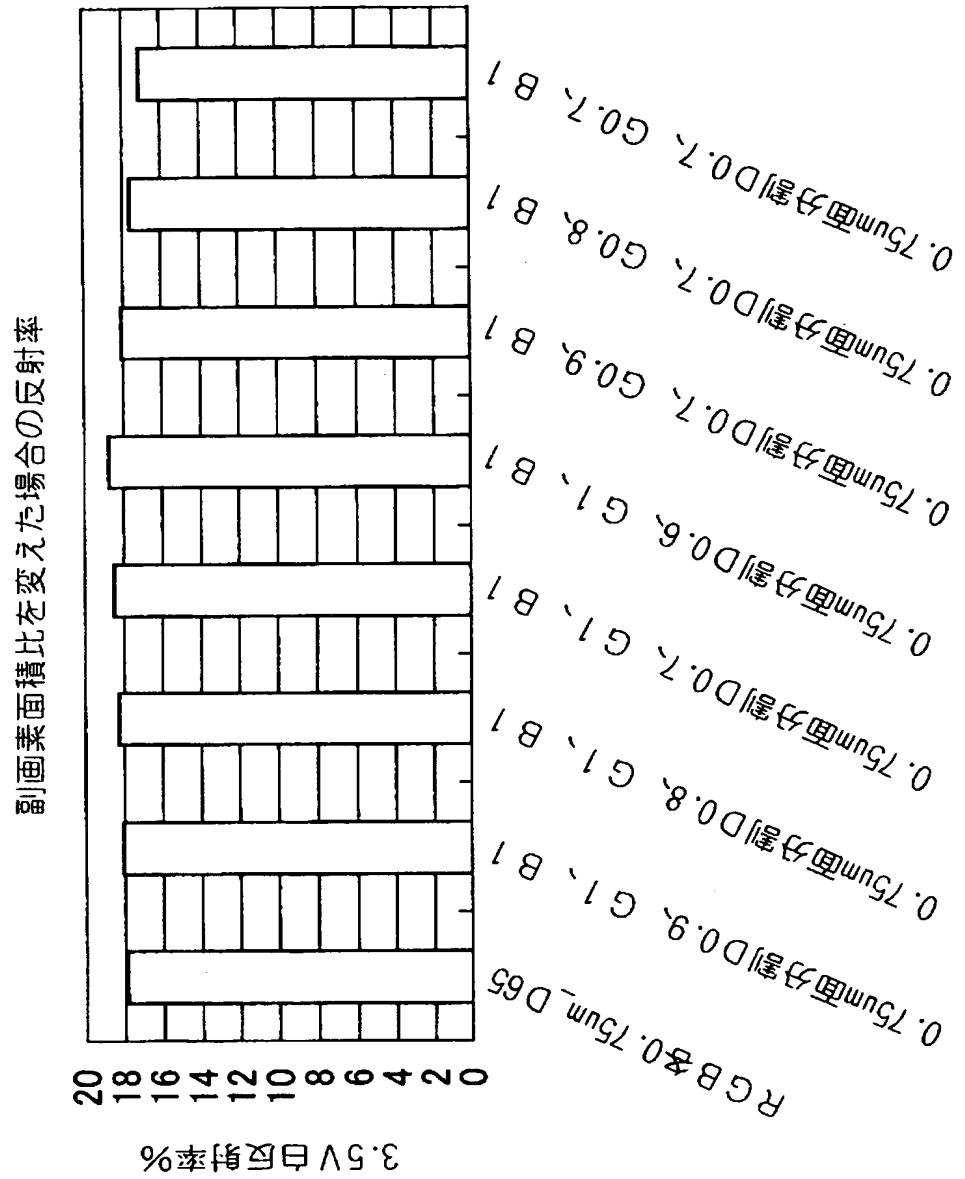 副画素面積比を変えた場合の反射率
3.5V白反射率%
20
18
16
14
12
10
8
6
4
2
0
RGB各0.75um_D65
0.75um面分割D0.9、G1、B1
0.75um面分割D0.8、G1、B1
0.75um面分割D0.7、G1、B1
0.75um面分割D0.6、G1、B1
0.75um面分割D0.7、G0.9、B1
0.75um面分割D0.7、G0.8、B1
0.75um面分割D0.7、G0.7、B1